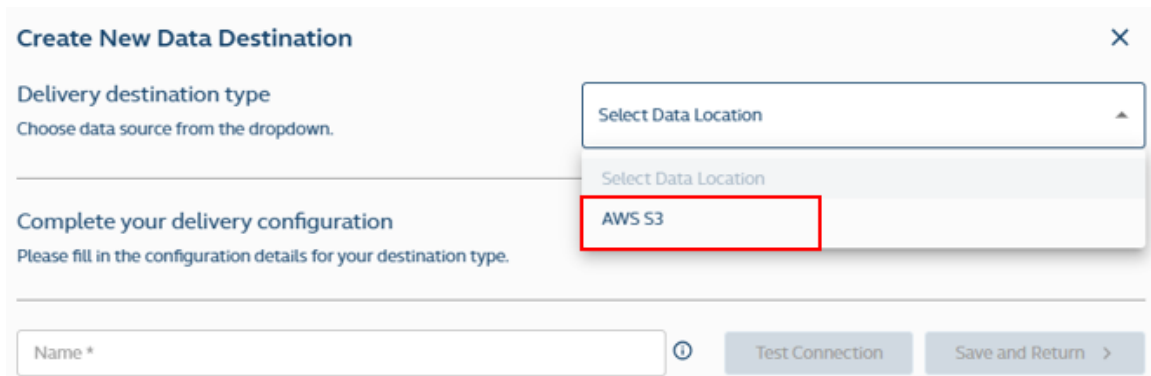 Create New Data Destination
Delivery destination type
Choose data source from the dropdown.
Select Data Location
Select Data Location
AWS S3
Complete your delivery configuration
Please fill in the configuration details for your destination type.
Name *
Test Connection
Save and Return